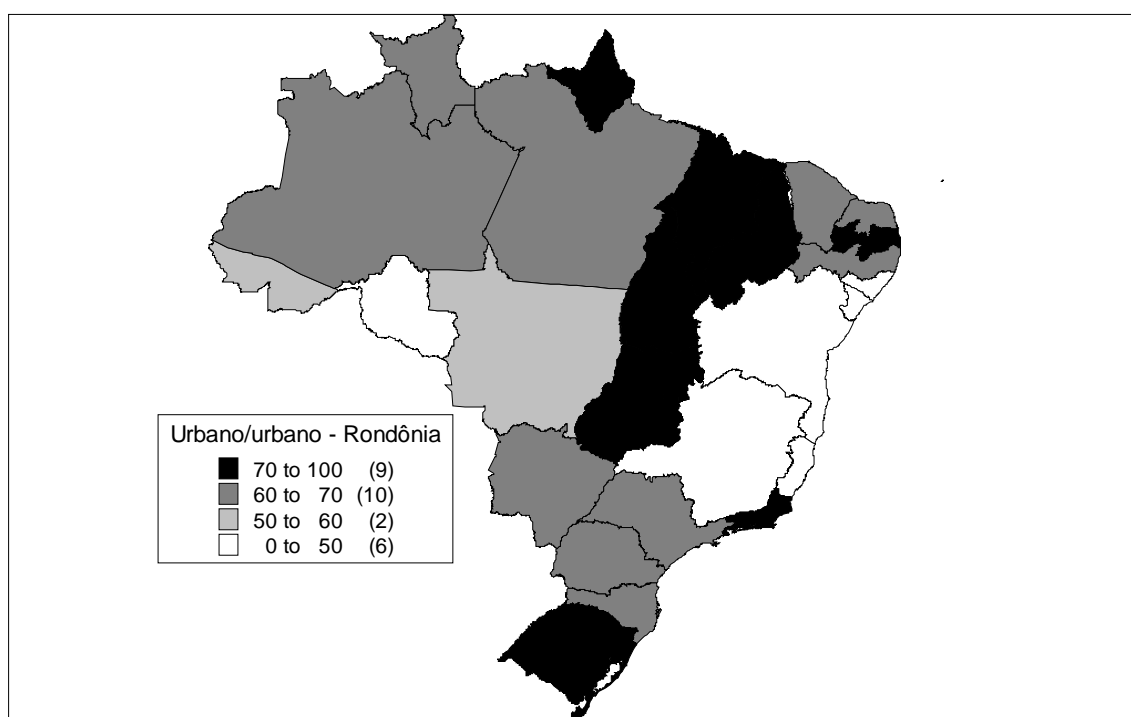 Urbano/urbano - Rondônia
70 to 100 (9)
60 to 70 (10)
50 to 60 (2)
0 to 50 (6)